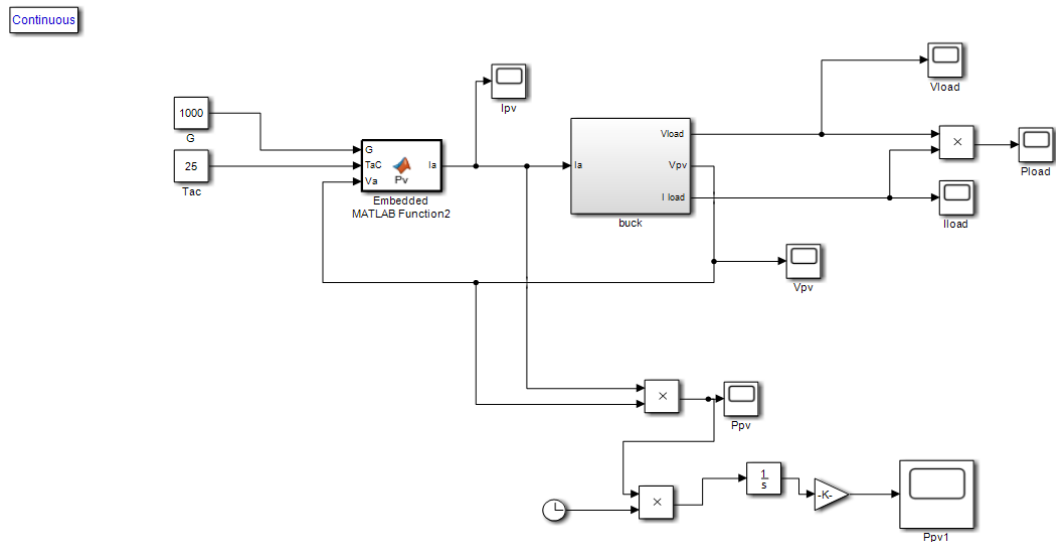 Continuous
Vload
Ipv
1000
G
G
TaC
Va
Ia
Pv
Embedded
MATLAB Function2
25
Tac
Ia
Vload
Vpv
I load
buck
×
Pload
Iload
Vpv
×
Ppv
×
1
s
-K-
Ppv1